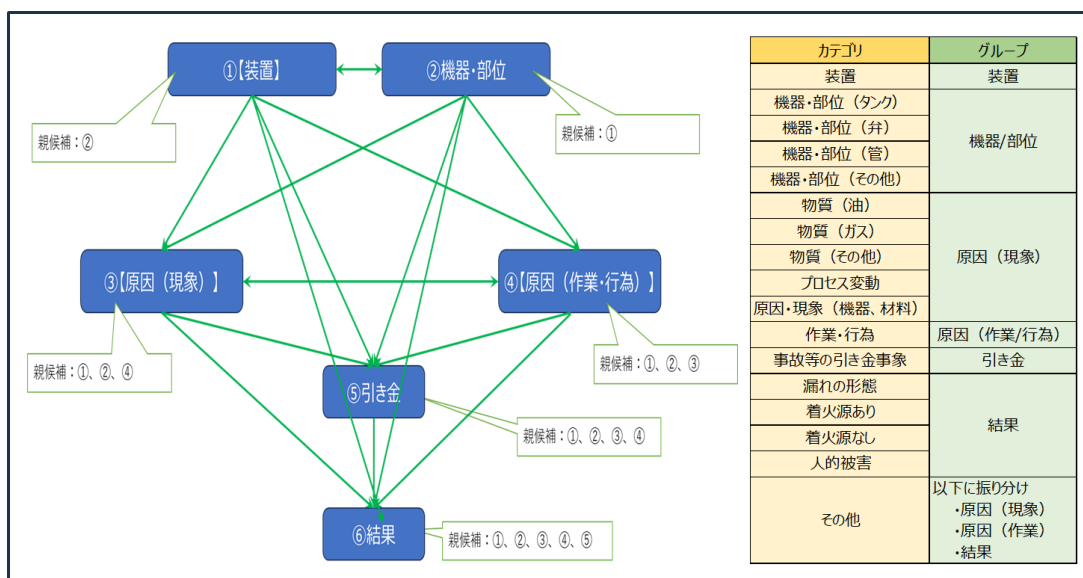 ①【装置】
②機器・部位
親候補：②
親候補：①
③【原因（現象）】
④【原因（作業・行為）】
親候補：①、②、④
親候補：①、②、③
⑤引き金
親候補：①、②、③、④
⑥結果
親候補：①、②、③、④、⑤
カテゴリ
グループ
装置
装置
機器・部位（タンク）
機器・部位（弁）
機器・部位（管）
機器・部位（その他）
機器/部位
物質（油）
物質（ガス）
物質（その他）
プロセス変動
原因・現象（機器、材料）
原因（現象）
作業・行為
原因（作業/行為）
事故等の引き金事象
引き金
漏れの形態
着火源あり
着火源なし
人的被害
結果
その他
以下に振り分け
・原因（現象）
・原因（作業）
・結果